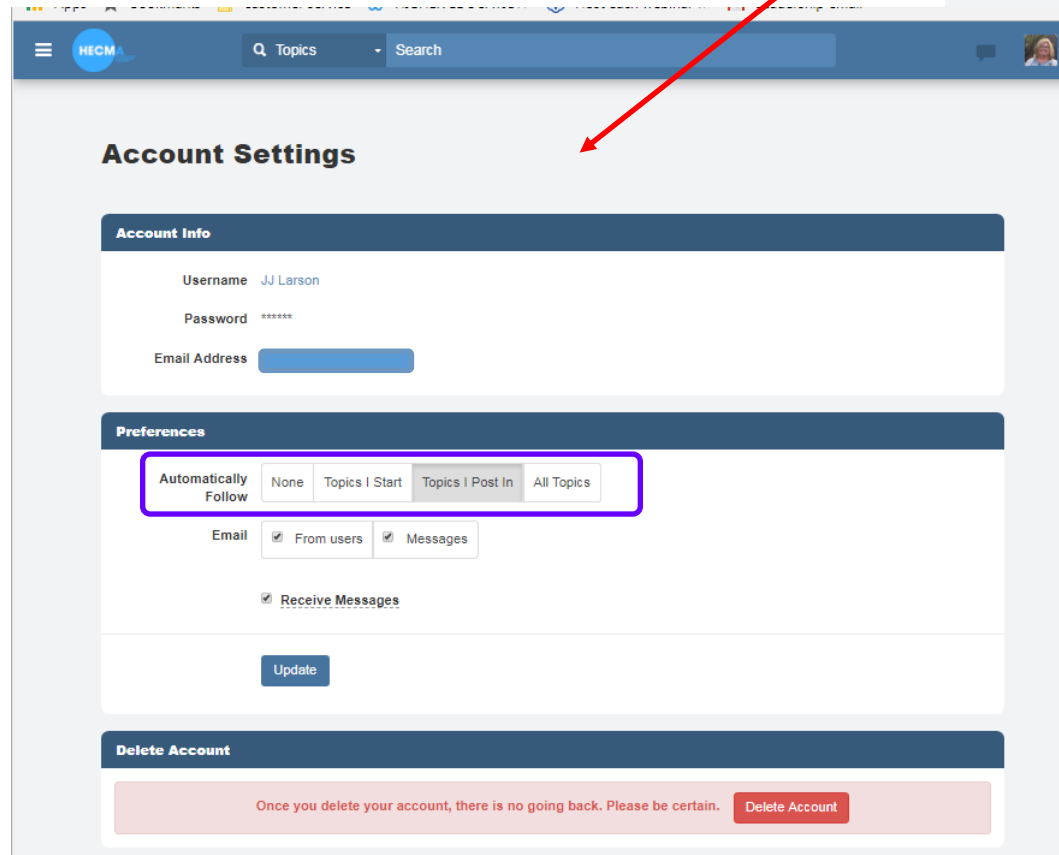 HECMA
Topics
Search
Account Settings
Account Info
Username JJ Larson
Password ******
Email Address
Preferences
Automatically Follow None Topics I Start Topics I Post In All Topics
Email From users Messages
Receive Messages
Update
Delete Account
Once you delete your account, there is no going back. Please be certain. Delete Account